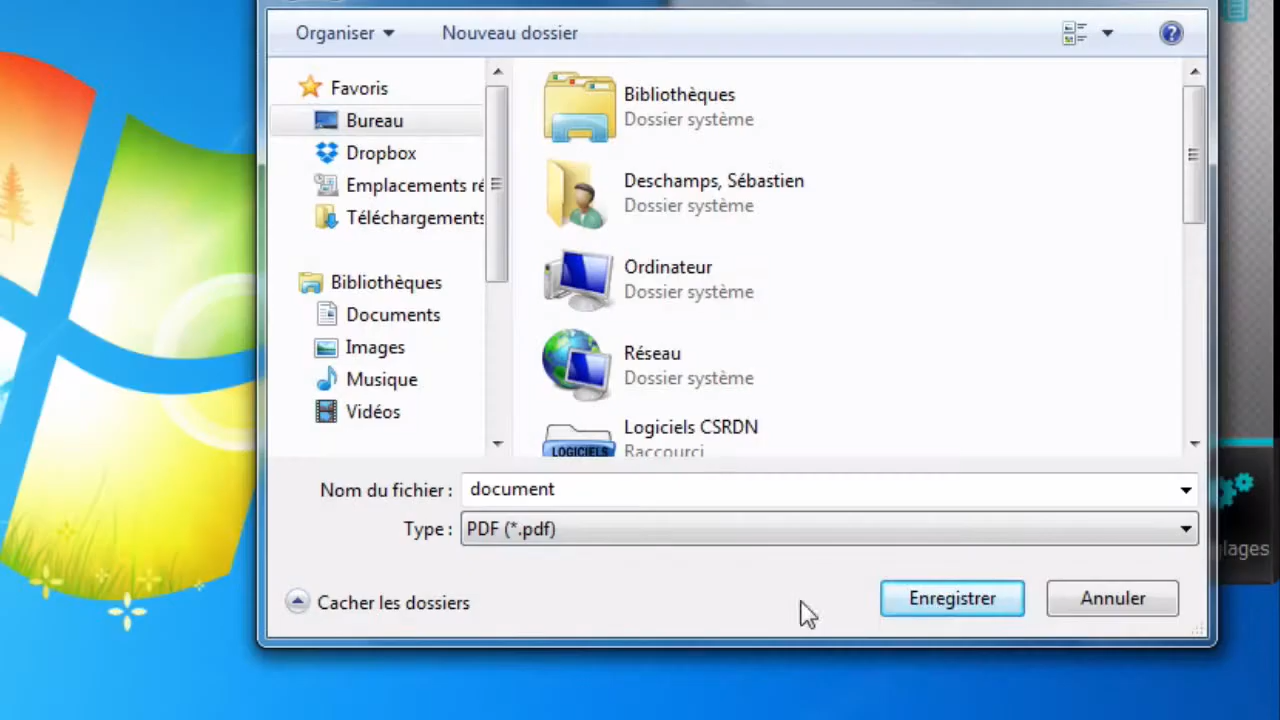 Organiser
Nouveau dossier
Favoris
Bureau
Dropbox
Emplacements ré
Téléchargements
Bibliothèques
Documents
Images
Musique
Vidéos
Bibliothèques
Dossier système
Deschamps, Sébastien
Dossier système
Ordinateur
Dossier système
Réseau
Dossier système
Logiciels CSRDN
Raccourci
LOGICIELS
Nom du fichier : document
Type : PDF (*.pdf)
Cacher les dossiers
Enregistrer
Annuler
glages